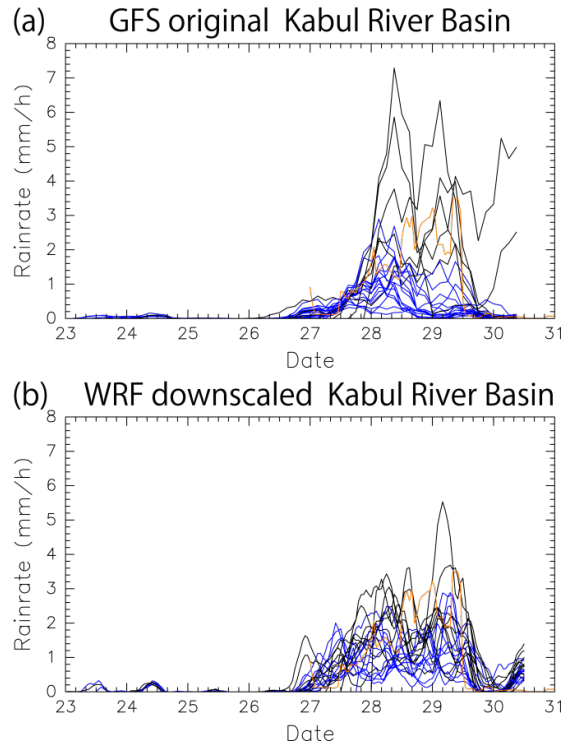 (a) GFS original Kabul River Basin
8
7
6
5
4
3
2
1
0
Rainrate (mm/h)
23 24 25 26 27 28 29 30 31
Date
(b) WRF downscaled Kabul River Basin
8
7
6
5
4
3
2
1
0
Rainrate (mm/h)
23 24 25 26 27 28 29 30 31
Date